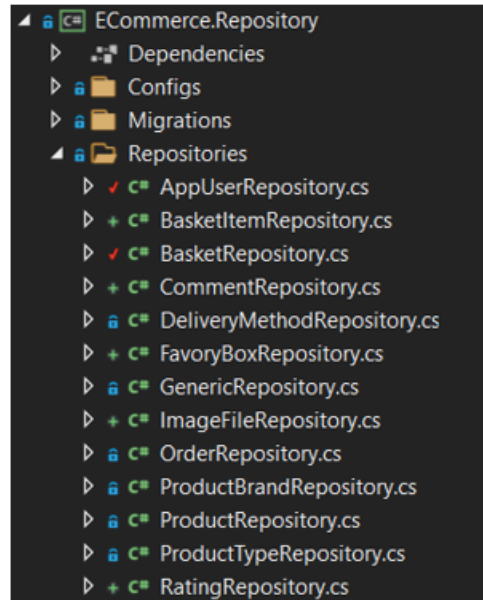 C# ECommerce.Repository
Dependencies
Configs
Migrations
Repositories
C# AppUserRepository.cs
C# BasketItemRepository.cs
C# BasketRepository.cs
C# CommentRepository.cs
C# DeliveryMethodRepository.cs
C# FavoryBoxRepository.cs
C# GenericRepository.cs
C# ImageFileRepository.cs
C# OrderRepository.cs
C# ProductBrandRepository.cs
C# ProductRepository.cs
C# ProductTypeRepository.cs
C# RatingRepository.cs